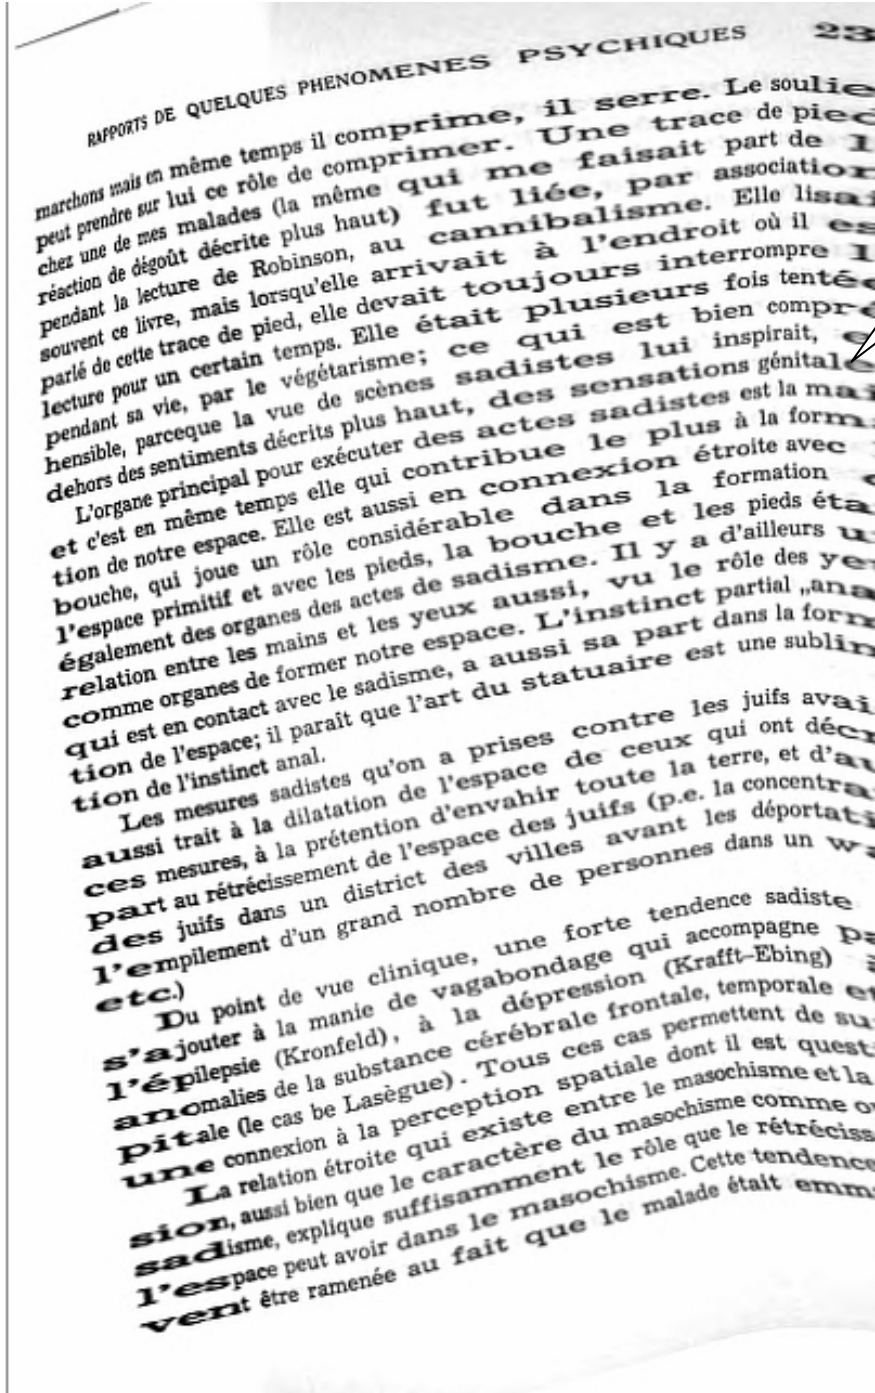 RAPPORTS DE QUELQUES PHENOMENES PSYCHIQUES 23
marchons mais en même temps il comprime, il serre. Le soulie
peut prendre sur lui ce rôle de comprimer. Une trace de pied
chez une de mes malades (la même qui me faisait part de l
réaction de dégoût décrite plus haut) fut liée, par association
pendant la lecture de Robinson, au cannibalisme. Elle lisai
souvent ce livre, mais lorsqu'elle arrivait à l'endroit où il es
parlé de cette trace de pied, elle devait toujours interrompre l
lecture pour un certain temps. Elle était plusieurs fois tentée
pendant sa vie, par le végétarisme; ce qui est bien compré
hensible, parceque la vue de scènes sadistes lui inspirait, e
dehors des sentiments décrits plus haut, des sensations génitale
L'organe principal pour exécuter des actes sadistes est la mai
et c'est en même temps elle qui contribue le plus à la forma
tion de notre espace. Elle est aussi en connexion étroite avec
bouche, qui joue un rôle considérable dans la formation
l'espace primitif et avec les pieds, la bouche et les pieds éta
également des organes des actes de sadisme. Il y a d'ailleurs u
relation entre les mains et les yeux aussi, vu le rôle des ye
comme organes de former notre espace. L'instinct partial „ana
qui est en contact avec le sadisme, a aussi sa part dans la form
tion de l'espace; il paraît que l'art du statuaire est une sublim
tion de l'instinct anal.
Les mesures sadistes qu'on a prises contre les juifs avai
aussi trait à la dilatation de l'espace de ceux qui ont décr
ces mesures, à la prétention d'envahir toute la terre, et d'au
part au rétrécissement de l'espace des juifs (p.e. la concentra
des juifs dans un district des villes avant les déportati
l'empilement d'un grand nombre de personnes dans un wa
etc.)
Du point de vue clinique, une forte tendence sadiste
s'ajouter à la manie de vagabondage qui accompagne pa
l'épilepsie (Kronfeld), à la dépression (Krafft-Ebing)
anomalies de la substance cérébrale frontale, temporale et
pitale (le cas be Lasègue). Tous ces cas permettent de su
une connexion à la perception spatiale dont il est quest
La relation étroite qui existe entre le masochisme et la
sion, aussi bien que le caractère du masochisme comme o
sadisme, explique suffisamment le rôle que le rétréciss
l'espace peut avoir dans le masochisme. Cette tendence
vent être ramenée au fait que le malade était emm